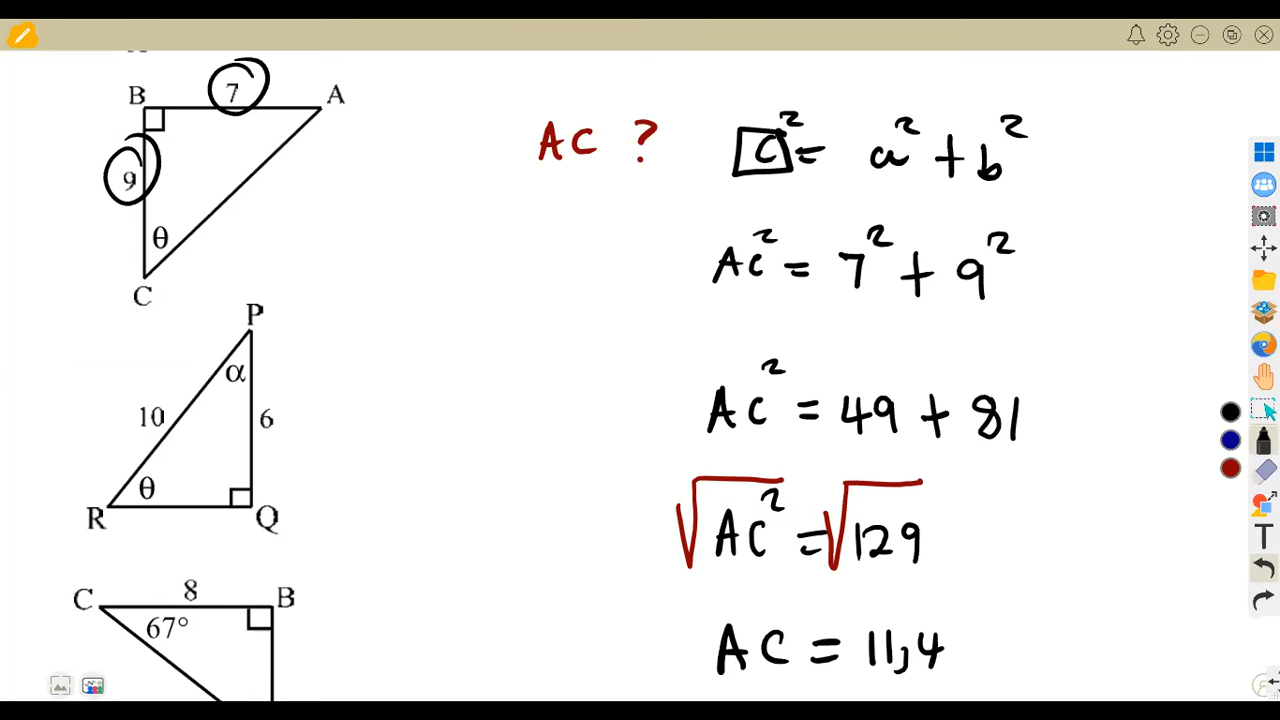 B 7 A
9
θ
C
P
α
10 6
θ
R Q
C 8 B
67°
AC ? C² = a² + b²
AC² = 7² + 9²
AC² = 49 + 81
√AC² = √129
AC = 11,4
T